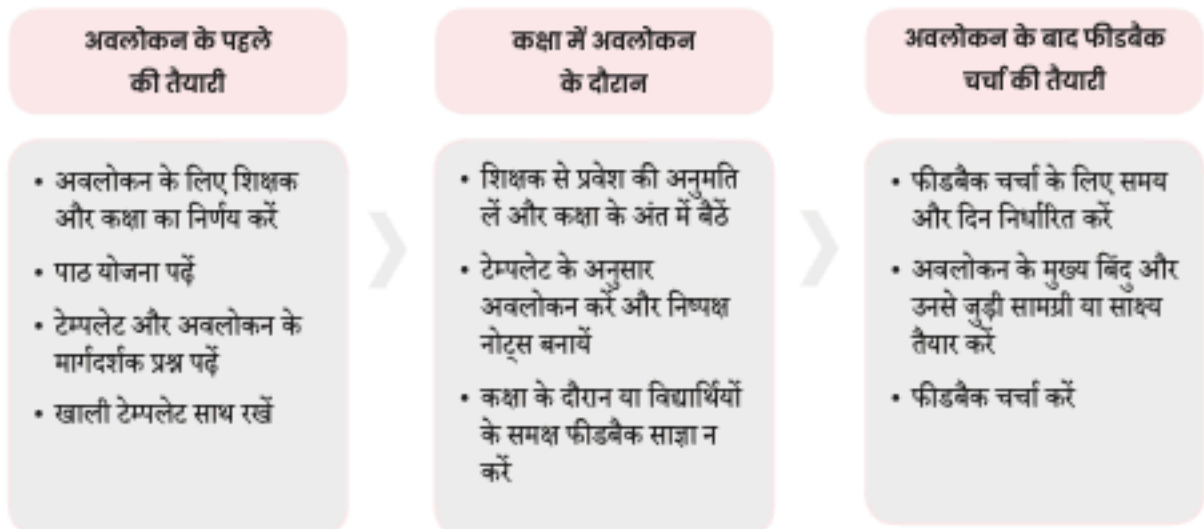 अवलोकन के पहले
की तैयारी
• अवलोकन के लिए शिक्षक
और कक्षा का निर्णय करें
• पाठ योजना पढ़ें
• टेम्पलेट और अवलोकन के
मार्गदर्शक प्रश्न पढ़ें
• खाली टेम्पलेट साथ रखें
कक्षा में अवलोकन
के दौरान
• शिक्षक से प्रवेश की अनुमति
लें और कक्षा के अंत में बैठें
• टेम्पलेट के अनुसार
अवलोकन करें और निष्पक्ष
नोट्स बनायें
• कक्षा के दौरान या विद्यार्थियों
के समक्ष फीडबैक साझा न
करें
अवलोकन के बाद फीडबैक
चर्चा की तैयारी
• फीडबैक चर्चा के लिए समय
और दिन निर्धारित करें
• अवलोकन के मुख्य बिंदु और
उनसे जुड़ी सामग्री या साक्ष्य
तैयार करें
• फीडबैक चर्चा करें